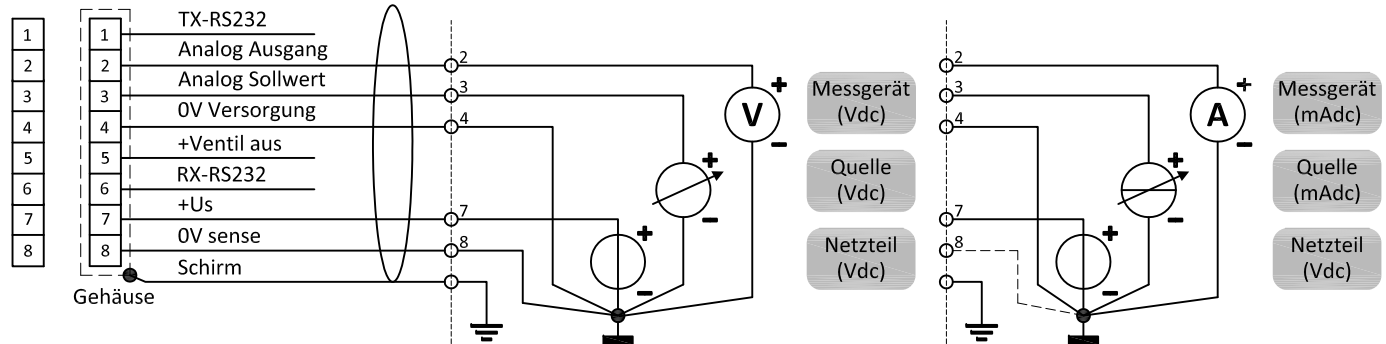 1
2
3
4
5
6
7
8
1
2
3
4
5
6
7
8
TX-RS232
Analog Ausgang
Analog Sollwert
0V Versorgung
+Ventil aus
RX-RS232
+Us
0V sense
Schirm
Gehäuse
2
3
4
7
8
V
+
−
+
−
+
−
Messgerät
(Vdc)
Quelle
(Vdc)
Netzteil
(Vdc)
2
3
4
7
8
A
+
−
+
−
+
−
Messgerät
(mAdc)
Quelle
(mAdc)
Netzteil
(Vdc)